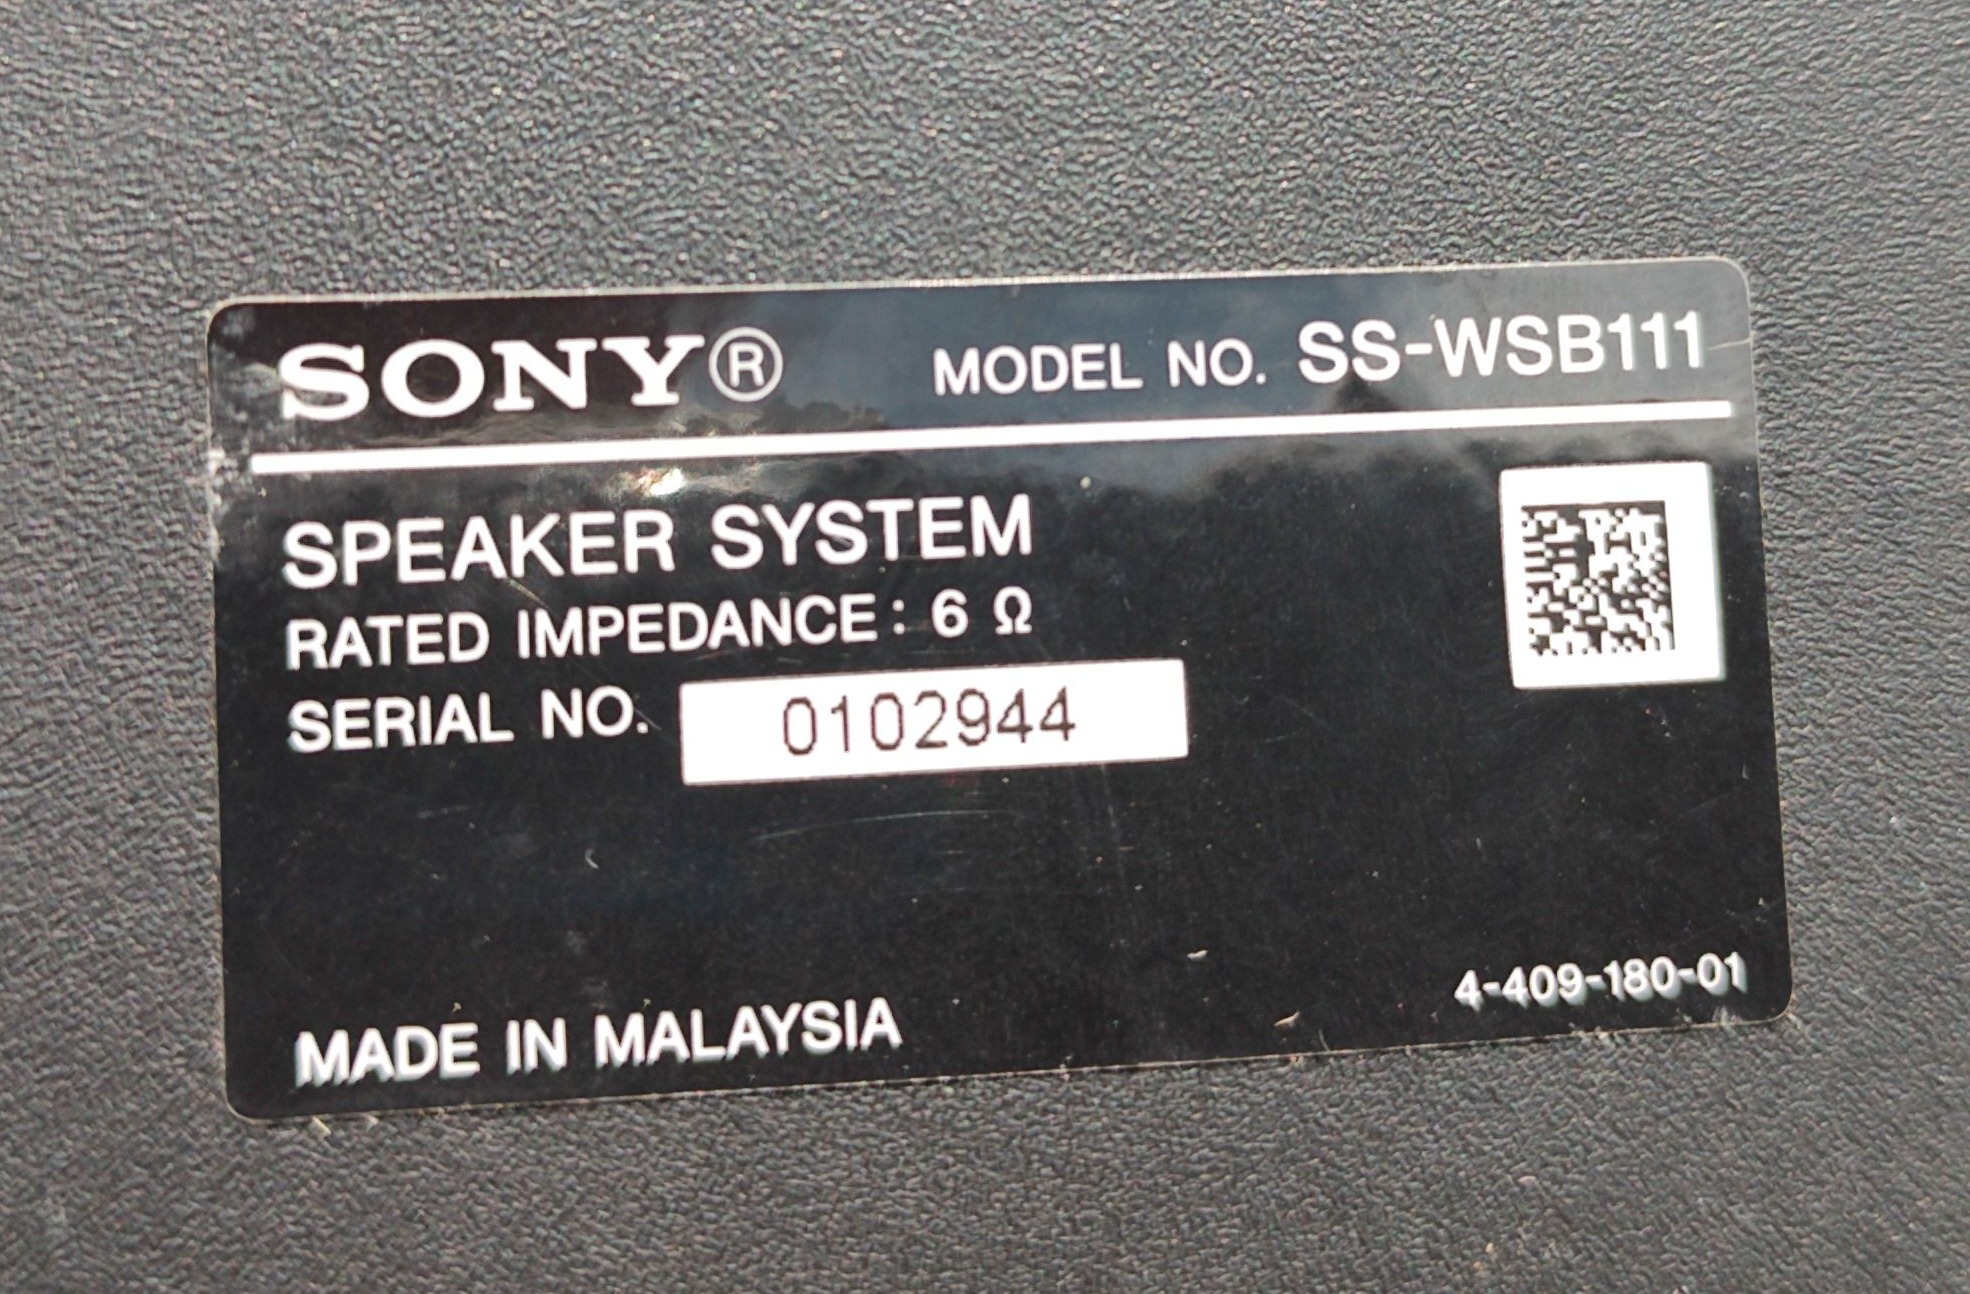 SONY® MODEL NO. SS-WSB111
SPEAKER SYSTEM
RATED IMPEDANCE: 6 Ω
SERIAL NO. 0102944
4-409-180-01
MADE IN MALAYSIA